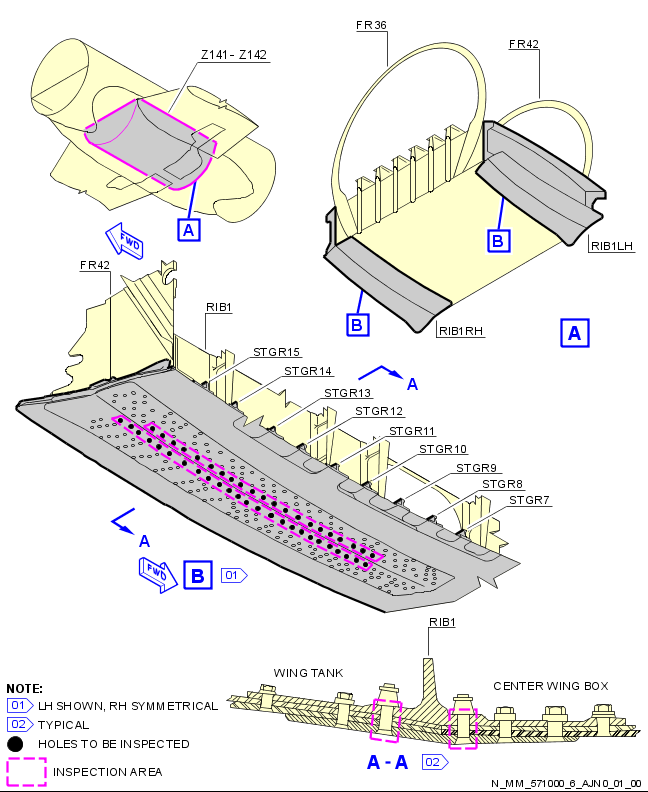 Z141 - Z142
A
FWD
FR36
FR42
B
RIB1LH
B
RIB1RH
A
FR42
RIB1
STGR15
STGR14
STGR13
STGR12
STGR11
STGR10
STGR9
STGR8
STGR7
A
A
FWD
B
01
RIB1
WING TANK
CENTER WING BOX
A - A
02
NOTE:
01 LH SHOWN, RH SYMMETRICAL
02 TYPICAL
HOLES TO BE INSPECTED
INSPECTION AREA
N_MM_571000_6_AJN0_01_00